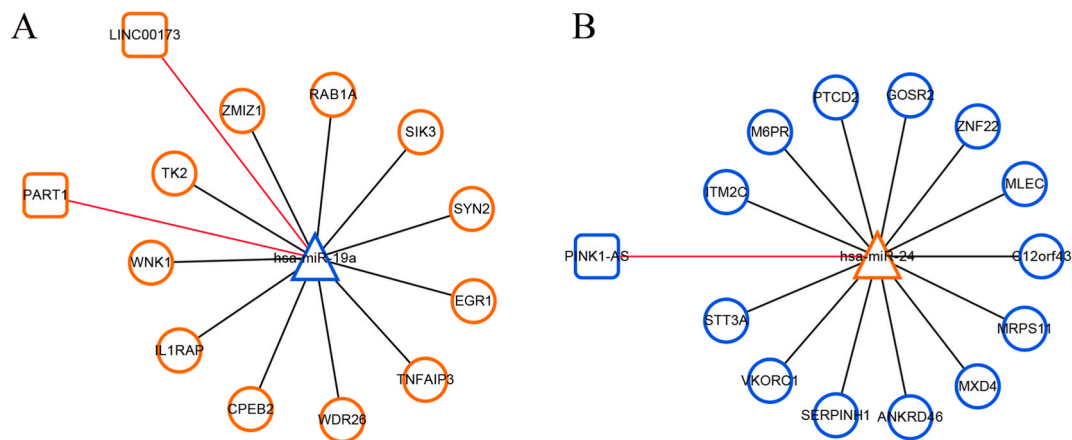 A
LINC00173
ZMIZ1
RAB1A
SIK3
TK2
PART1
SYN2
WNK1
hsa-miR-19a
EGR1
IL1RAP
TNFAIP3
CPEB2
WDR26
B
PTCD2
GOSR2
M6PR
ZNF22
ITM2C
MLEC
PINK1-AS
hsa-miR-24
C12orf43
STT3A
MRPS11
VKORC1
MXD4
SERPINH1
ANKRD46